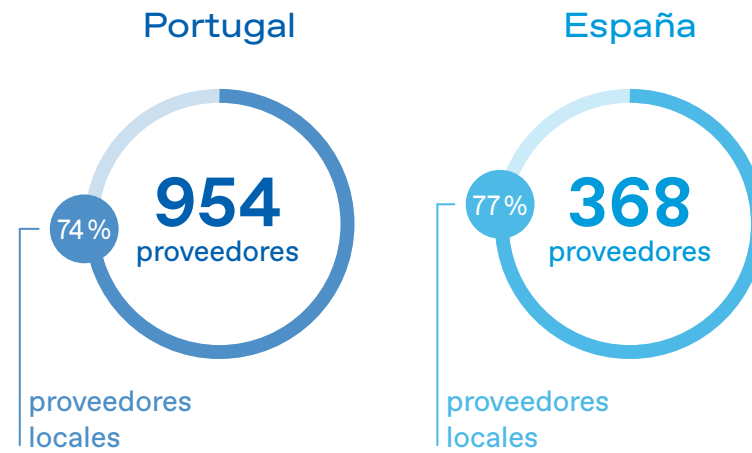 Portugal
954
proveedores
74 %
proveedores
locales
España
368
proveedores
77 %
proveedores
locales